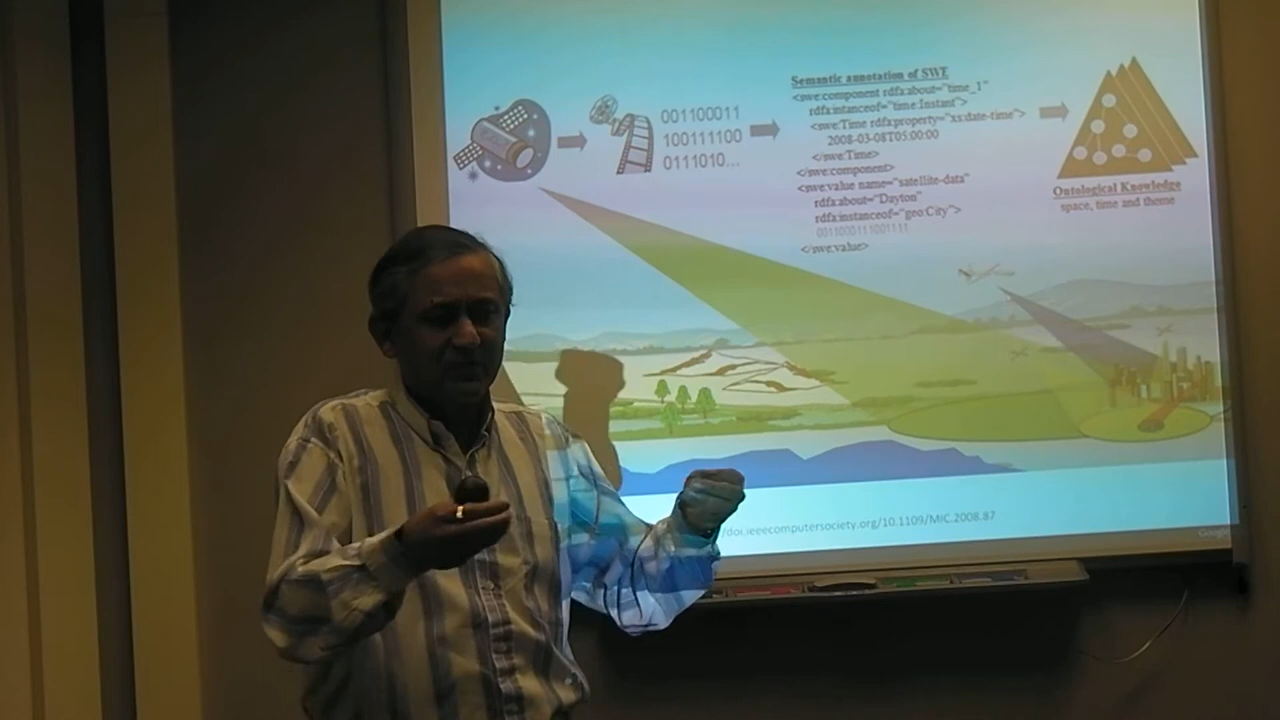 001100011
100111100
0111010...
Semantic annotation of SWE
<swe:component rdfa:about="time_1"
rdfa:instanceof="time:Instant">
<swe:Time rdfa:property="xs:date-time">
2008-03-08T05:00:00
</swe:Time>
</swe:component>
<swe:value name="satellite-data"
rdfa:about="Dayton"
rdfa:instanceof="geo:City">
0011000111001111
</swe:value>
Ontological Knowledge
space, time and theme
/doi.ieeecomputersociety.org/10.1109/MIC.2008.87
Google